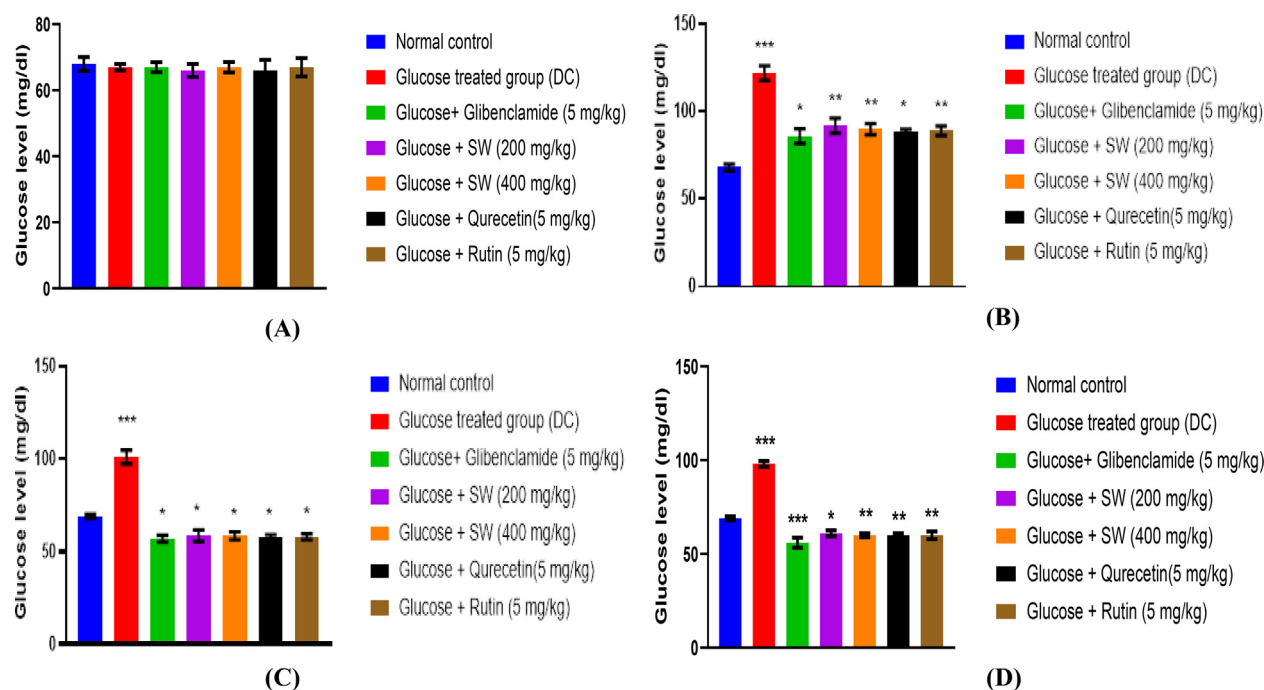 80
60
40
20
0
Glucose level (mg/dl)
Normal control
Glucose treated group (DC)
Glucose+ Glibenclamide (5 mg/kg)
Glucose + SW (200 mg/kg)
Glucose + SW (400 mg/kg)
Glucose + Qurecetin(5 mg/kg)
Glucose + Rutin (5 mg/kg)
(A)
150
100
50
0
Glucose level (mg/dl)
***
*
**
**
*
**
Normal control
Glucose treated group (DC)
Glucose+ Glibenclamide (5 mg/kg)
Glucose + SW (200 mg/kg)
Glucose + SW (400 mg/kg)
Glucose + Qurecetin(5 mg/kg)
Glucose + Rutin (5 mg/kg)
(B)
150
100
50
0
Glucose level (mg/dl)
***
*
*
*
*
*
Normal control
Glucose treated group (DC)
Glucose+ Glibenclamide (5 mg/kg)
Glucose + SW (200 mg/kg)
Glucose + SW (400 mg/kg)
Glucose + Qurecetin(5 mg/kg)
Glucose + Rutin (5 mg/kg)
(C)
150
100
50
0
Glucose level (mg/dl)
***
***
*
**
**
**
Normal control
Glucose treated group (DC)
Glucose+ Glibenclamide (5 mg/kg)
Glucose + SW (200 mg/kg)
Glucose + SW (400 mg/kg)
Glucose + Qurecetin(5 mg/kg)
Glucose + Rutin (5 mg/kg)
(D)